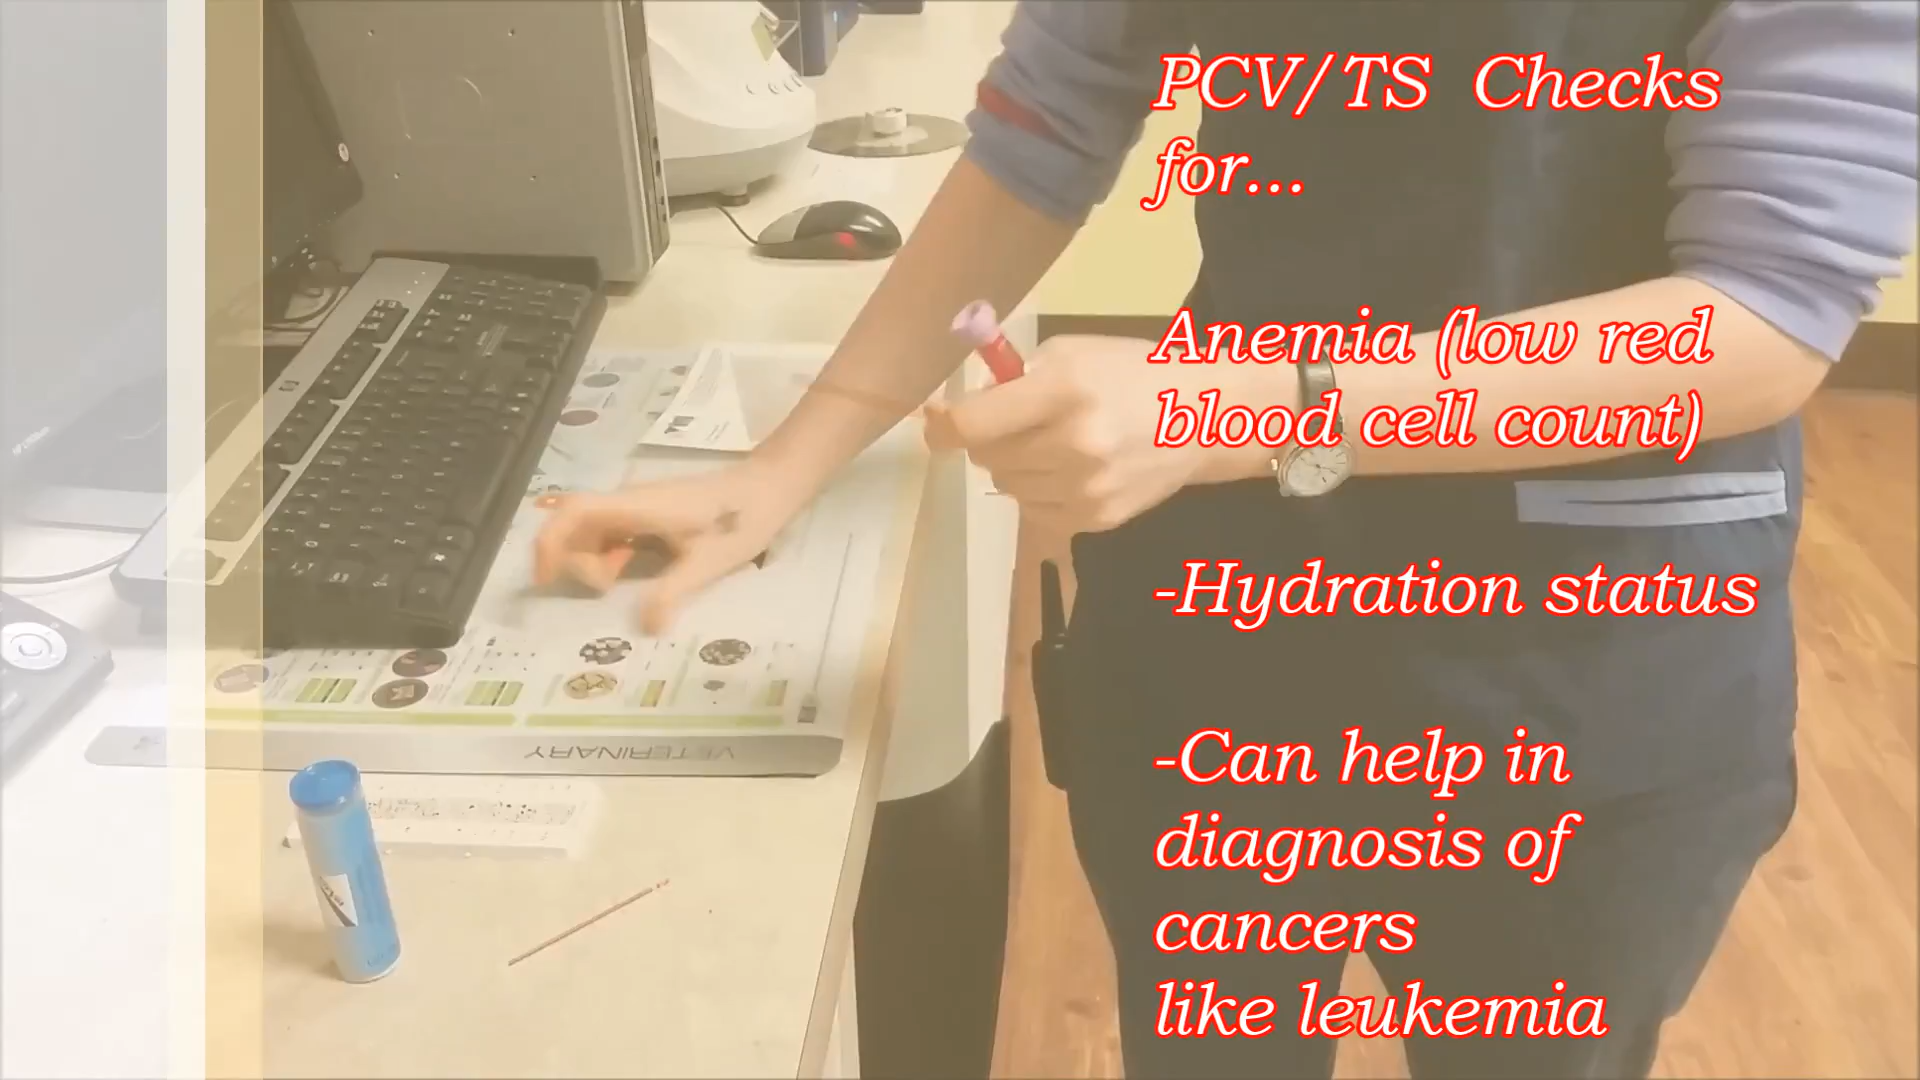 PCV/TS Checks
for...
Anemia (low red
blood cell count)
-Hydration status
-Can help in
diagnosis of
cancers
like leukemia
VETERINARY